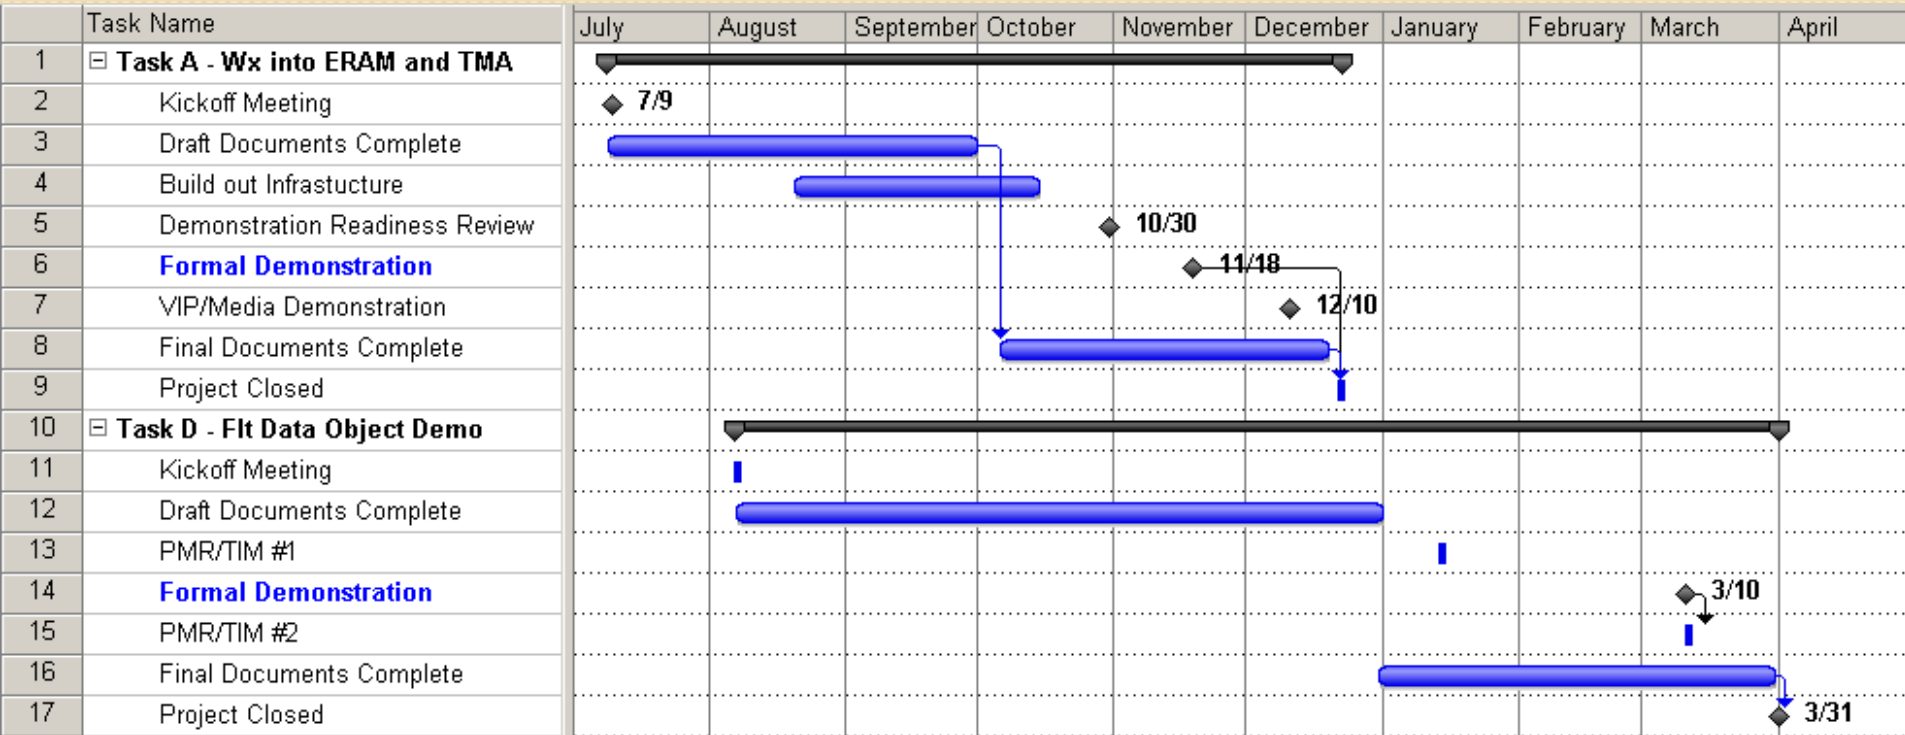 Task Name July August September October November December January February March April
1 Task A - Wx into ERAM and TMA
2 Kickoff Meeting 7/9
3 Draft Documents Complete
4 Build out Infrastucture
5 Demonstration Readiness Review 10/30
6 Formal Demonstration 11/18
7 VIP/Media Demonstration 12/10
8 Final Documents Complete
9 Project Closed
10 Task D - Flt Data Object Demo
11 Kickoff Meeting
12 Draft Documents Complete
13 PMR/TIM #1
14 Formal Demonstration 3/10
15 PMR/TIM #2
16 Final Documents Complete
17 Project Closed 3/31